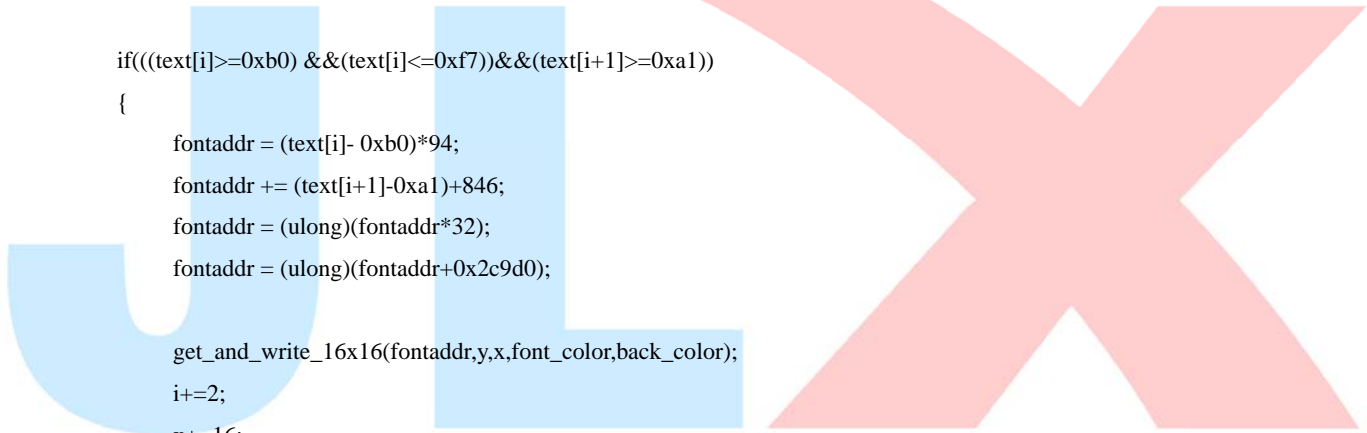 if(((text[i]>=0xb0) &&(text[i]<=0xf7))&&(text[i+1]>=0xa1))
{
fontaddr = (text[i]- 0xb0)*94;
fontaddr += (text[i+1]-0xa1)+846;
fontaddr = (ulong)(fontaddr*32);
fontaddr = (ulong)(fontaddr+0x2c9d0);
get_and_write_16x16(fontaddr,y,x,font_color,back_color);
i+=2;
JLX